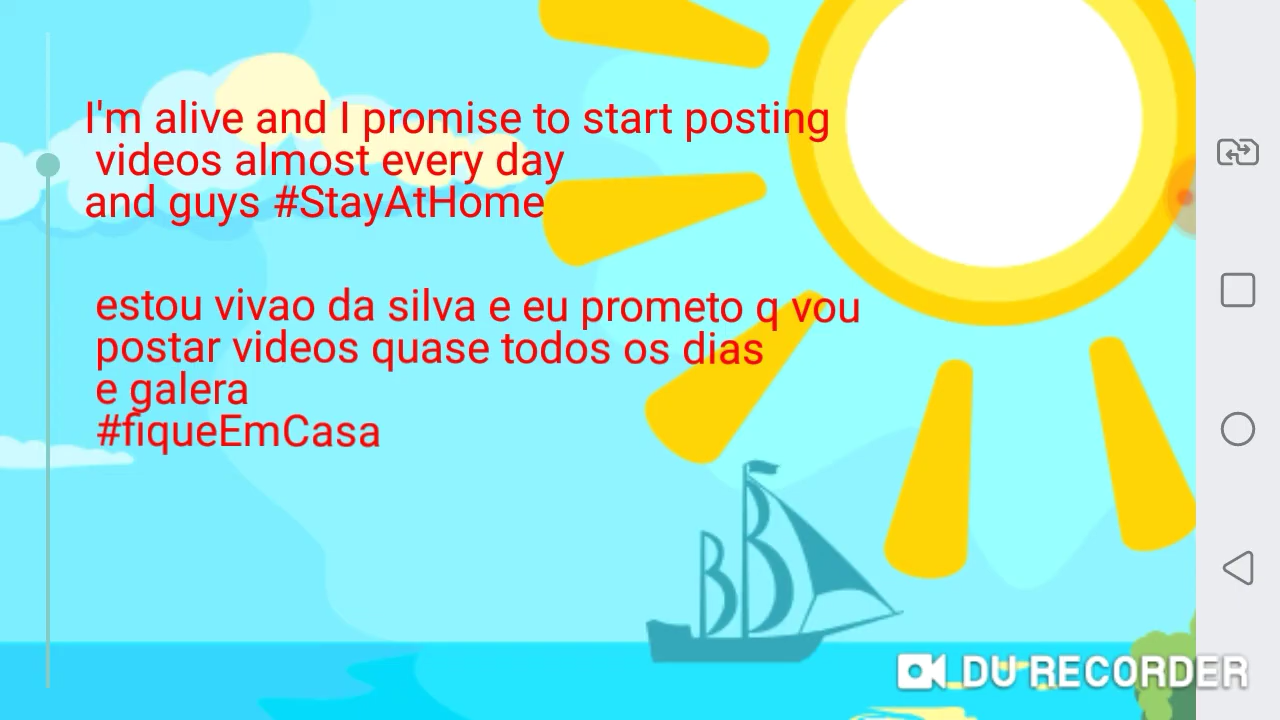 I'm alive and I promise to start posting
videos almost every day
and guys #StayAtHome
estou vivao da silva e eu prometo q vou
postar videos quase todos os dias
e galera
#fiqueEmCasa
DU RECORDER